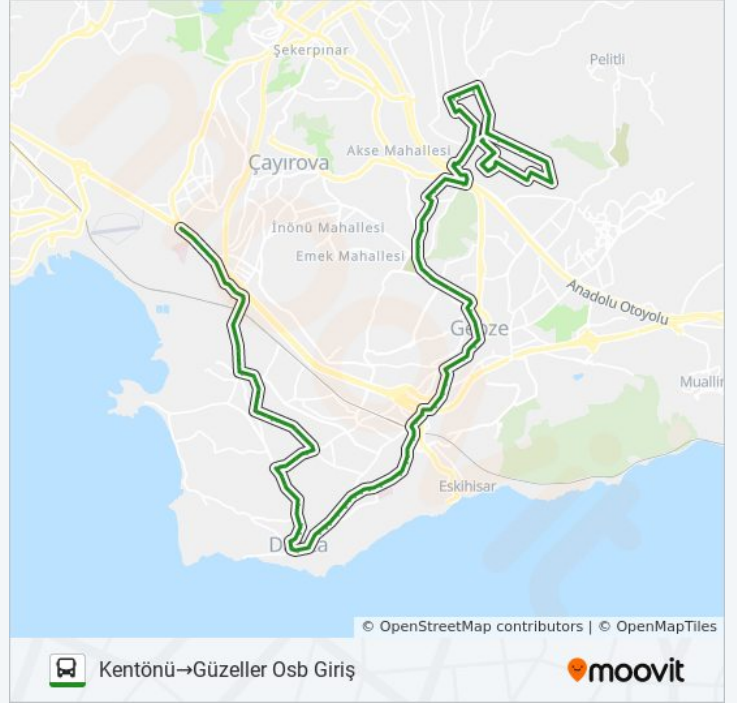 Şekerpınar
Pelitli
Akse Mahallesi
Çayırova
İnönü Mahallesi
Emek Mahallesi
Anadolu Otoyolu
Gebze
Muallim
Eskihisar
© OpenStreetMap contributors | © OpenMapTiles
Kentönü→Güzeller Osb Giriş
moovit